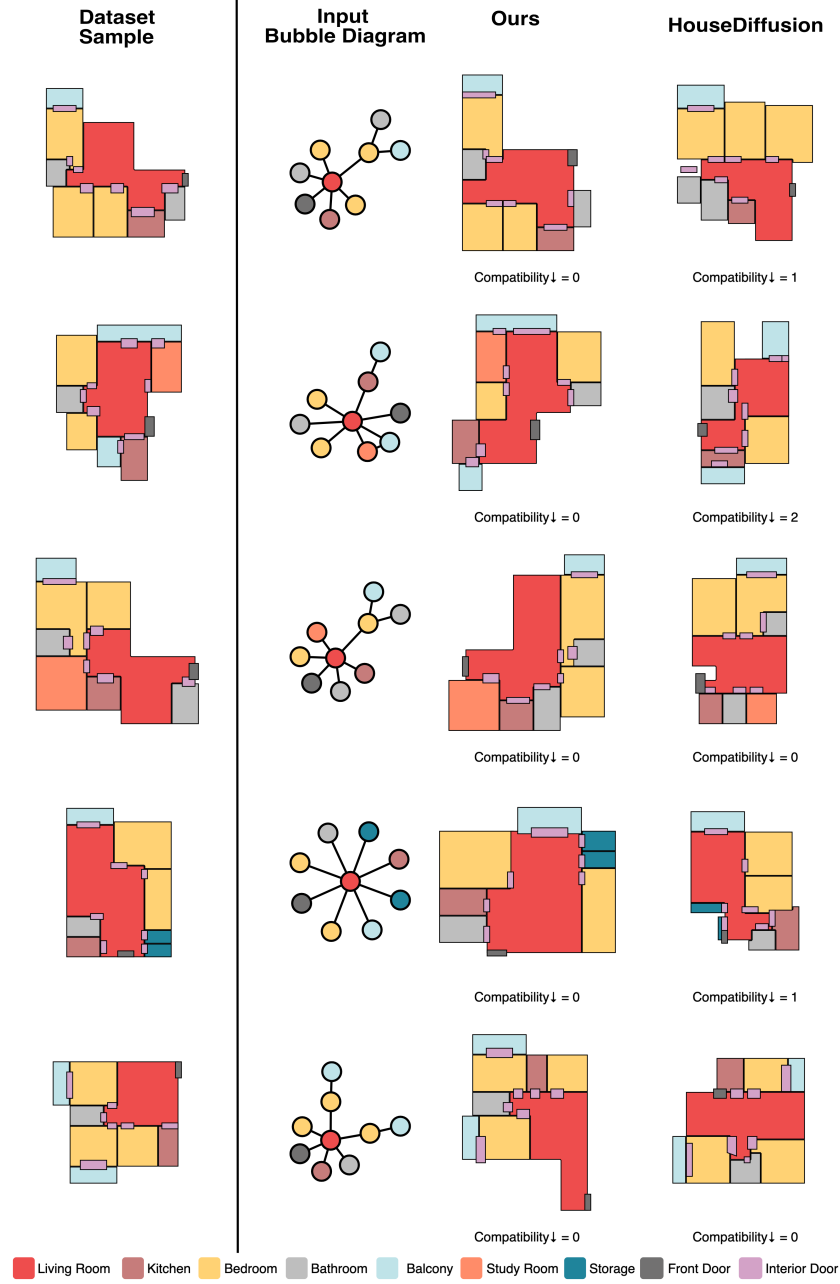 Dataset
Sample
Input
Bubble Diagram
Ours
HouseDiffusion
Compatibility↓ = 0
Compatibility↓ = 1
Compatibility↓ = 0
Compatibility↓ = 2
Compatibility↓ = 0
Compatibility↓ = 0
Compatibility↓ = 0
Compatibility↓ = 1
Compatibility↓ = 0
Compatibility↓ = 0
Living Room Kitchen Bedroom Bathroom Balcony Study Room Storage Front Door Interior Door